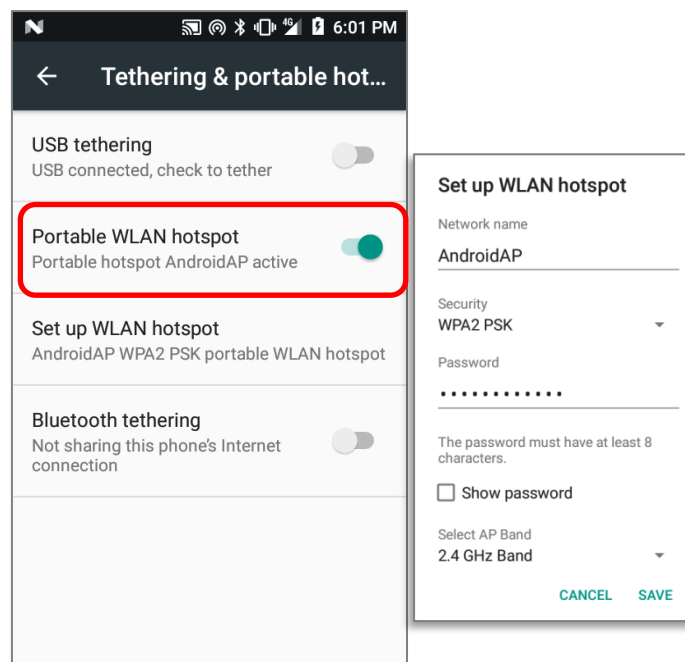 4G 6:01 PM
Tethering & portable hot...
USB tethering
USB connected, check to tether
Portable WLAN hotspot
Portable hotspot AndroidAP active
Set up WLAN hotspot
AndroidAP WPA2 PSK portable WLAN hotspot
Bluetooth tethering
Not sharing this phone's Internet
connection
Set up WLAN hotspot
Network name
AndroidAP
Security
WPA2 PSK
Password
••••••••••••
The password must have at least 8
characters.
Show password
Select AP Band
2.4 GHz Band
CANCEL SAVE